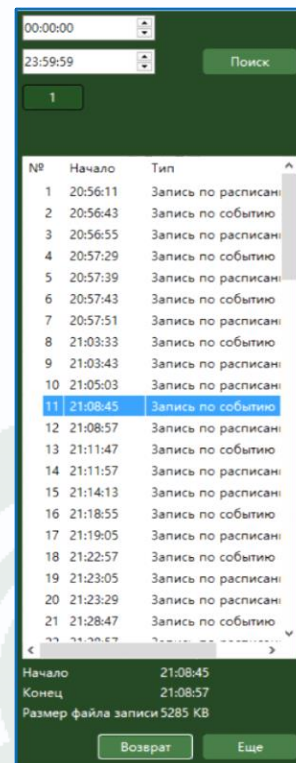 00:00:00
23:59:59 Поиск
1
№ Начало Тип
1 20:56:11 Запись по расписани
2 20:56:43 Запись по событию
3 20:56:55 Запись по расписани
4 20:57:29 Запись по событию
5 20:57:39 Запись по расписани
6 20:57:43 Запись по событию
7 20:57:51 Запись по расписани
8 21:03:33 Запись по событию
9 21:03:43 Запись по расписани
10 21:05:03 Запись по расписани
11 21:08:45 Запись по событию
12 21:08:57 Запись по расписани
13 21:11:47 Запись по событию
14 21:11:57 Запись по расписани
15 21:14:13 Запись по расписани
16 21:18:55 Запись по событию
17 21:19:05 Запись по расписани
18 21:22:57 Запись по событию
19 21:23:05 Запись по расписани
20 21:23:29 Запись по расписани
21 21:28:47 Запись по событию
22 21:28:57 Запись по расписани
Начало 21:08:45
Конец 21:08:57
Размер файла записи 5285 KB
Возврат Еще